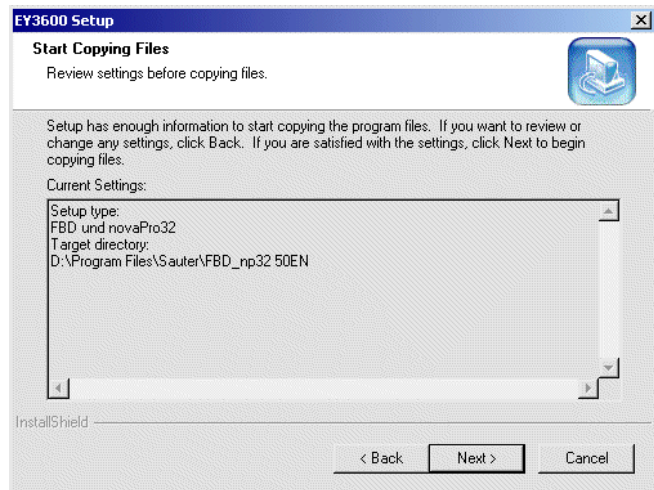 EY3600 Setup
Start Copying Files
Review settings before copying files.
Setup has enough information to start copying the program files. If you want to review or
change any settings, click Back. If you are satisfied with the settings, click Next to begin
copying files.
Current Settings:
Setup type:
FBD und novaPro32
Target directory:
D:\Program Files\Sauter\FBD_np32 50EN
InstallShield
< Back Next > Cancel